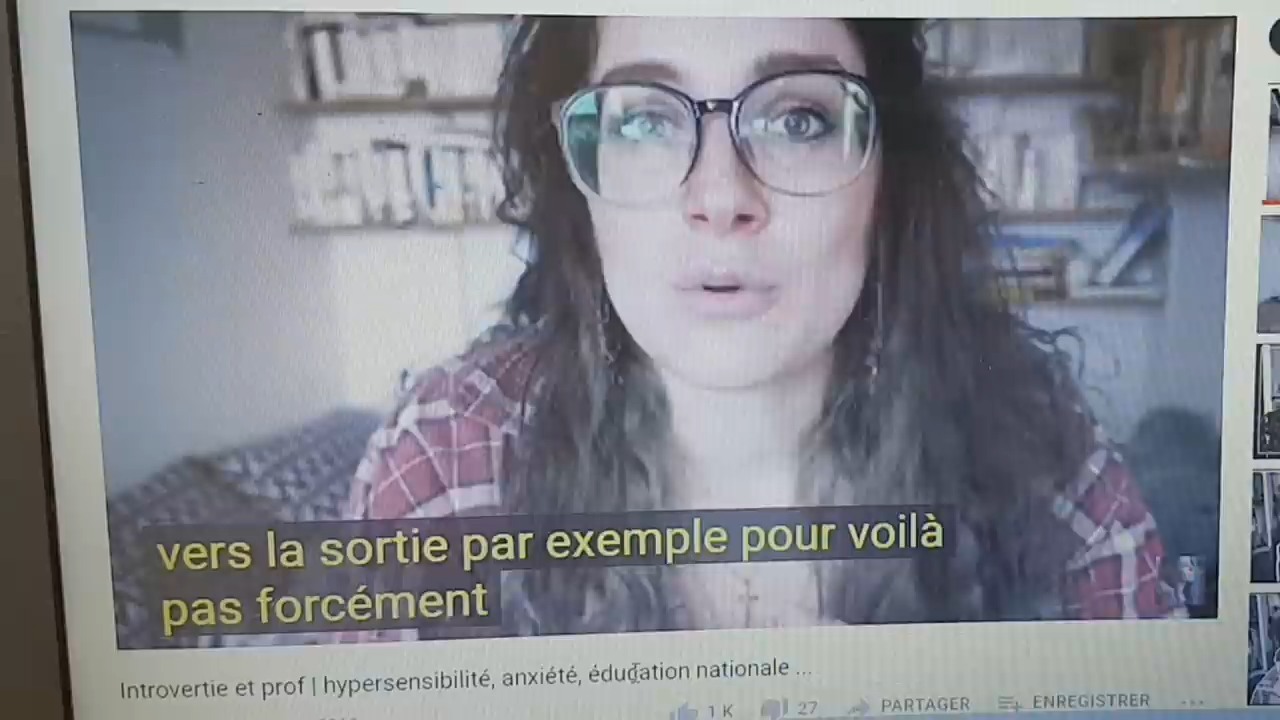 vers la sortie par exemple pour voilà
pas forcément
Introvertie et prof | hypersensibilité, anxiété, éducation nationale ...
1 K 27 PARTAGER ENREGISTRER ...